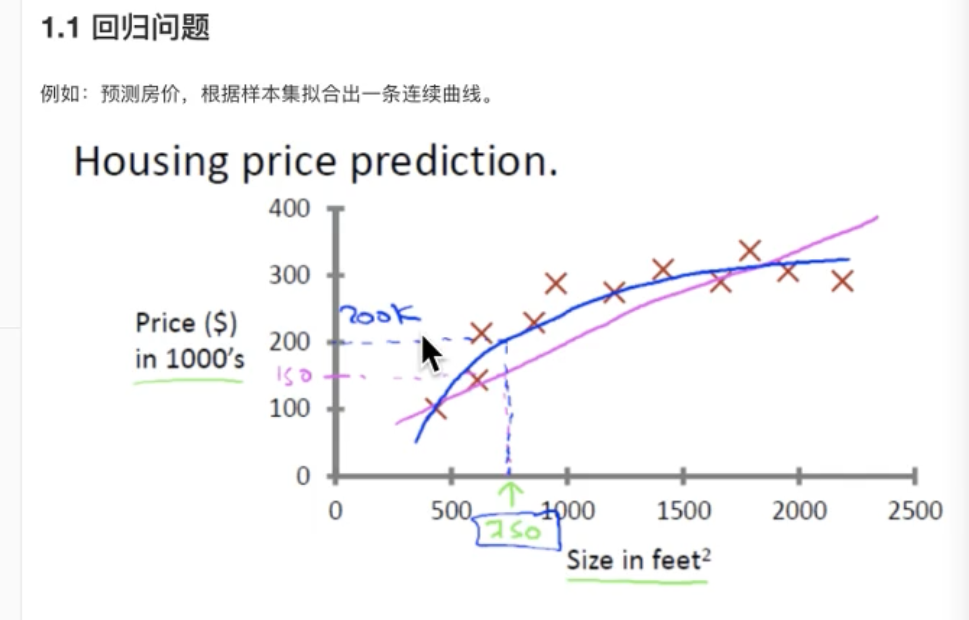 1.1 回归问题
例如：预测房价，根据样本集拟合出一条连续曲线。
Housing price prediction.
400
300
200K
Price ($)
in 1000's
200
150
100
0
0 500 1000 1500 2000 2500
750
Size in feet²